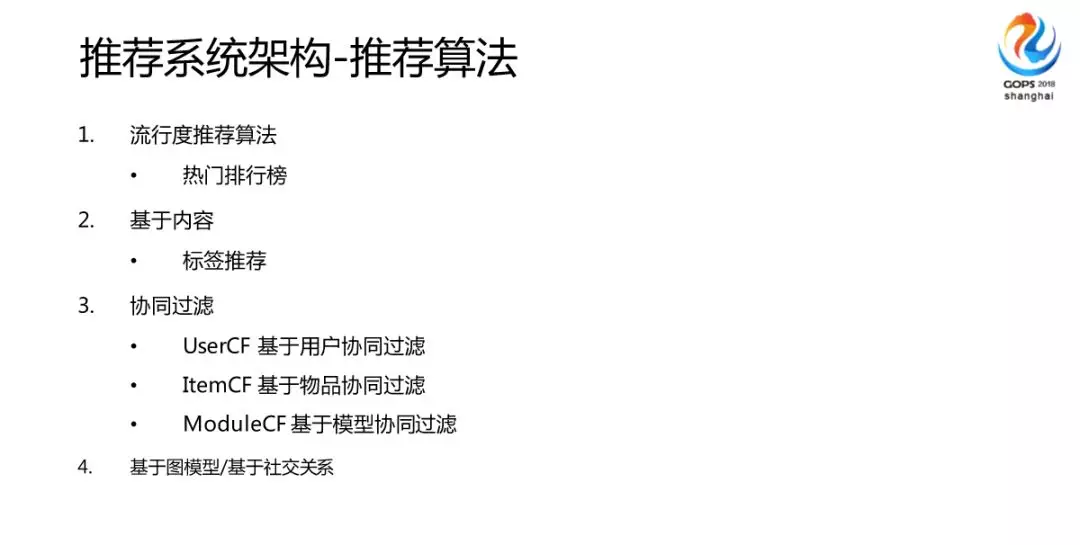 推荐系统架构-推荐算法
GOPS 2018
shanghai
1. 流行度推荐算法
• 热门排行榜
2. 基于内容
• 标签推荐
3. 协同过滤
• UserCF 基于用户协同过滤
• ItemCF 基于物品协同过滤
• ModuleCF 基于模型协同过滤
4. 基于图模型/基于社交关系